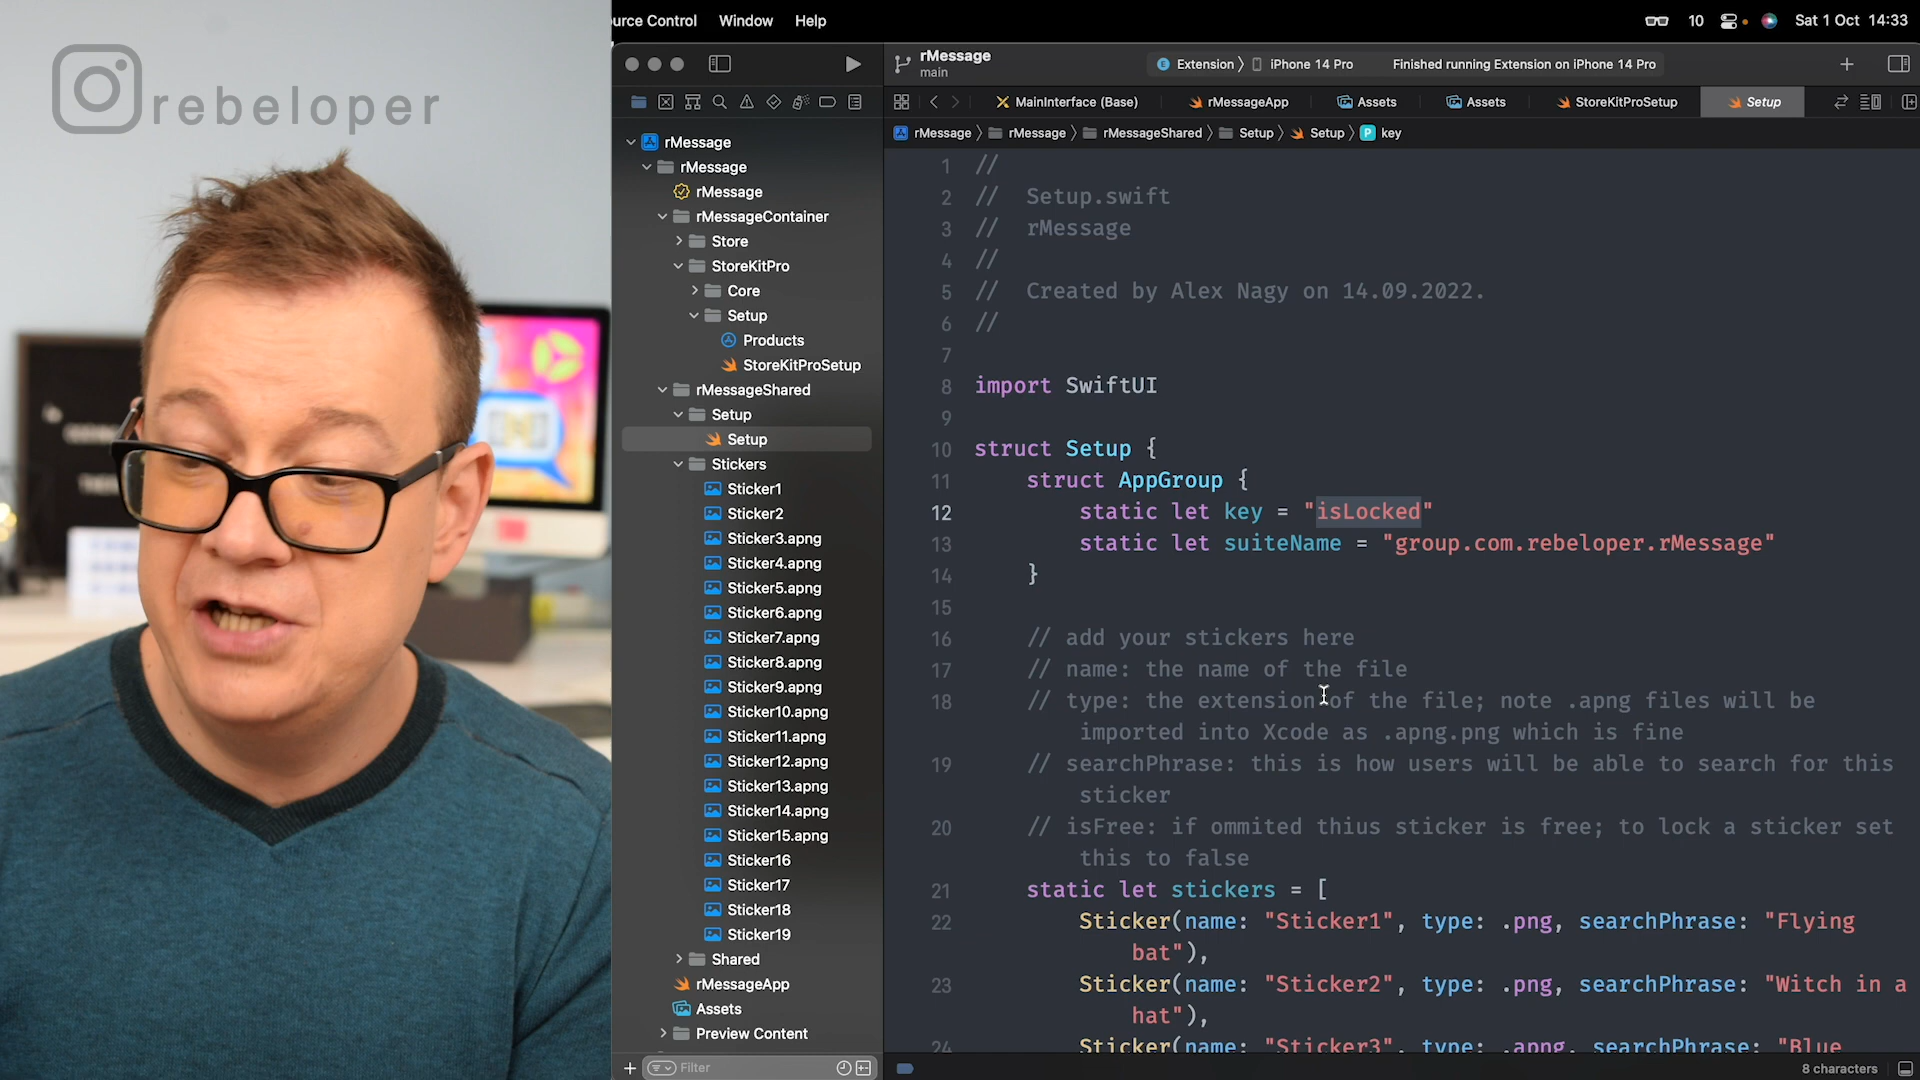 urce Control Window Help
10 Sat 1 Oct 14:33
rebeloper
rMessage
main
Extension iPhone 14 Pro Finished running Extension on iPhone 14 Pro
MainInterface (Base) rMessageApp Assets Assets StoreKitProSetup Setup
rMessage rMessage rMessageShared Setup Setup key
rMessage
rMessage
rMessage
rMessageContainer
Store
StoreKitPro
Core
Setup
Products
StoreKitProSetup
rMessageShared
Setup
Setup
Stickers
Sticker1
Sticker2
Sticker3.apng
Sticker4.apng
Sticker5.apng
Sticker6.apng
Sticker7.apng
Sticker8.apng
Sticker9.apng
Sticker10.apng
Sticker11.apng
Sticker12.apng
Sticker13.apng
Sticker14.apng
Sticker15.apng
Sticker16
Sticker17
Sticker18
Sticker19
Shared
rMessageApp
Assets
Preview Content
Filter
1 //
2 // Setup.swift
3 // rMessage
4 //
5 // Created by Alex Nagy on 14.09.2022.
6 //
7
8 import SwiftUI
9
10 struct Setup {
11 struct AppGroup {
12 static let key = "isLocked"
13 static let suiteName = "group.com.rebeloper.rMessage"
14 }
15
16 // add your stickers here
17 // name: the name of the file
18 // type: the extension of the file; note .apng files will be
imported into Xcode as .apng.png which is fine
19 // searchPhrase: this is how users will be able to search for this
sticker
20 // isFree: if ommited thius sticker is free; to lock a sticker set
this to false
21 static let stickers = [
22 Sticker(name: "Sticker1", type: .png, searchPhrase: "Flying
bat"),
23 Sticker(name: "Sticker2", type: .png, searchPhrase: "Witch in a
hat"),
24 Sticker(name: "Sticker3", type: .apng, searchPhrase: "Blue
8 characters